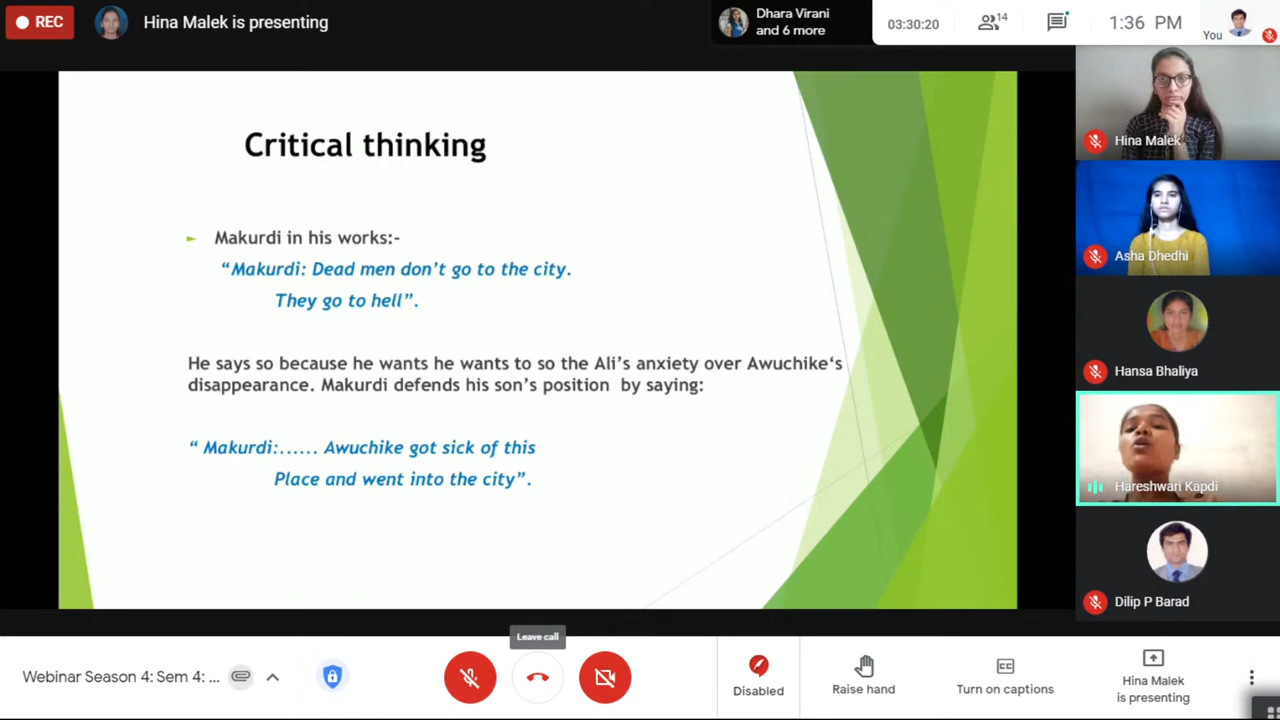 REC
Hina Malek is presenting
Dhara Virani
and 6 more
03:30:20
14
1:36 PM
You
Critical thinking
Makurdi in his works:-
“Makurdi: Dead men don’t go to the city.
They go to hell”.
He says so because he wants he wants to so the Ali’s anxiety over Awuchike‘s
disappearance. Makurdi defends his son’s position by saying:
“ Makurdi:...... Awuchike got sick of this
Place and went into the city”.
Hina Malek
Asha Dhedhi
Hansa Bhaliya
Hareshwari Kapdi
Dilip P Barad
Leave call
Webinar Season 4: Sem 4: ...
Disabled
Raise hand
Turn on captions
Hina Malek
is presenting